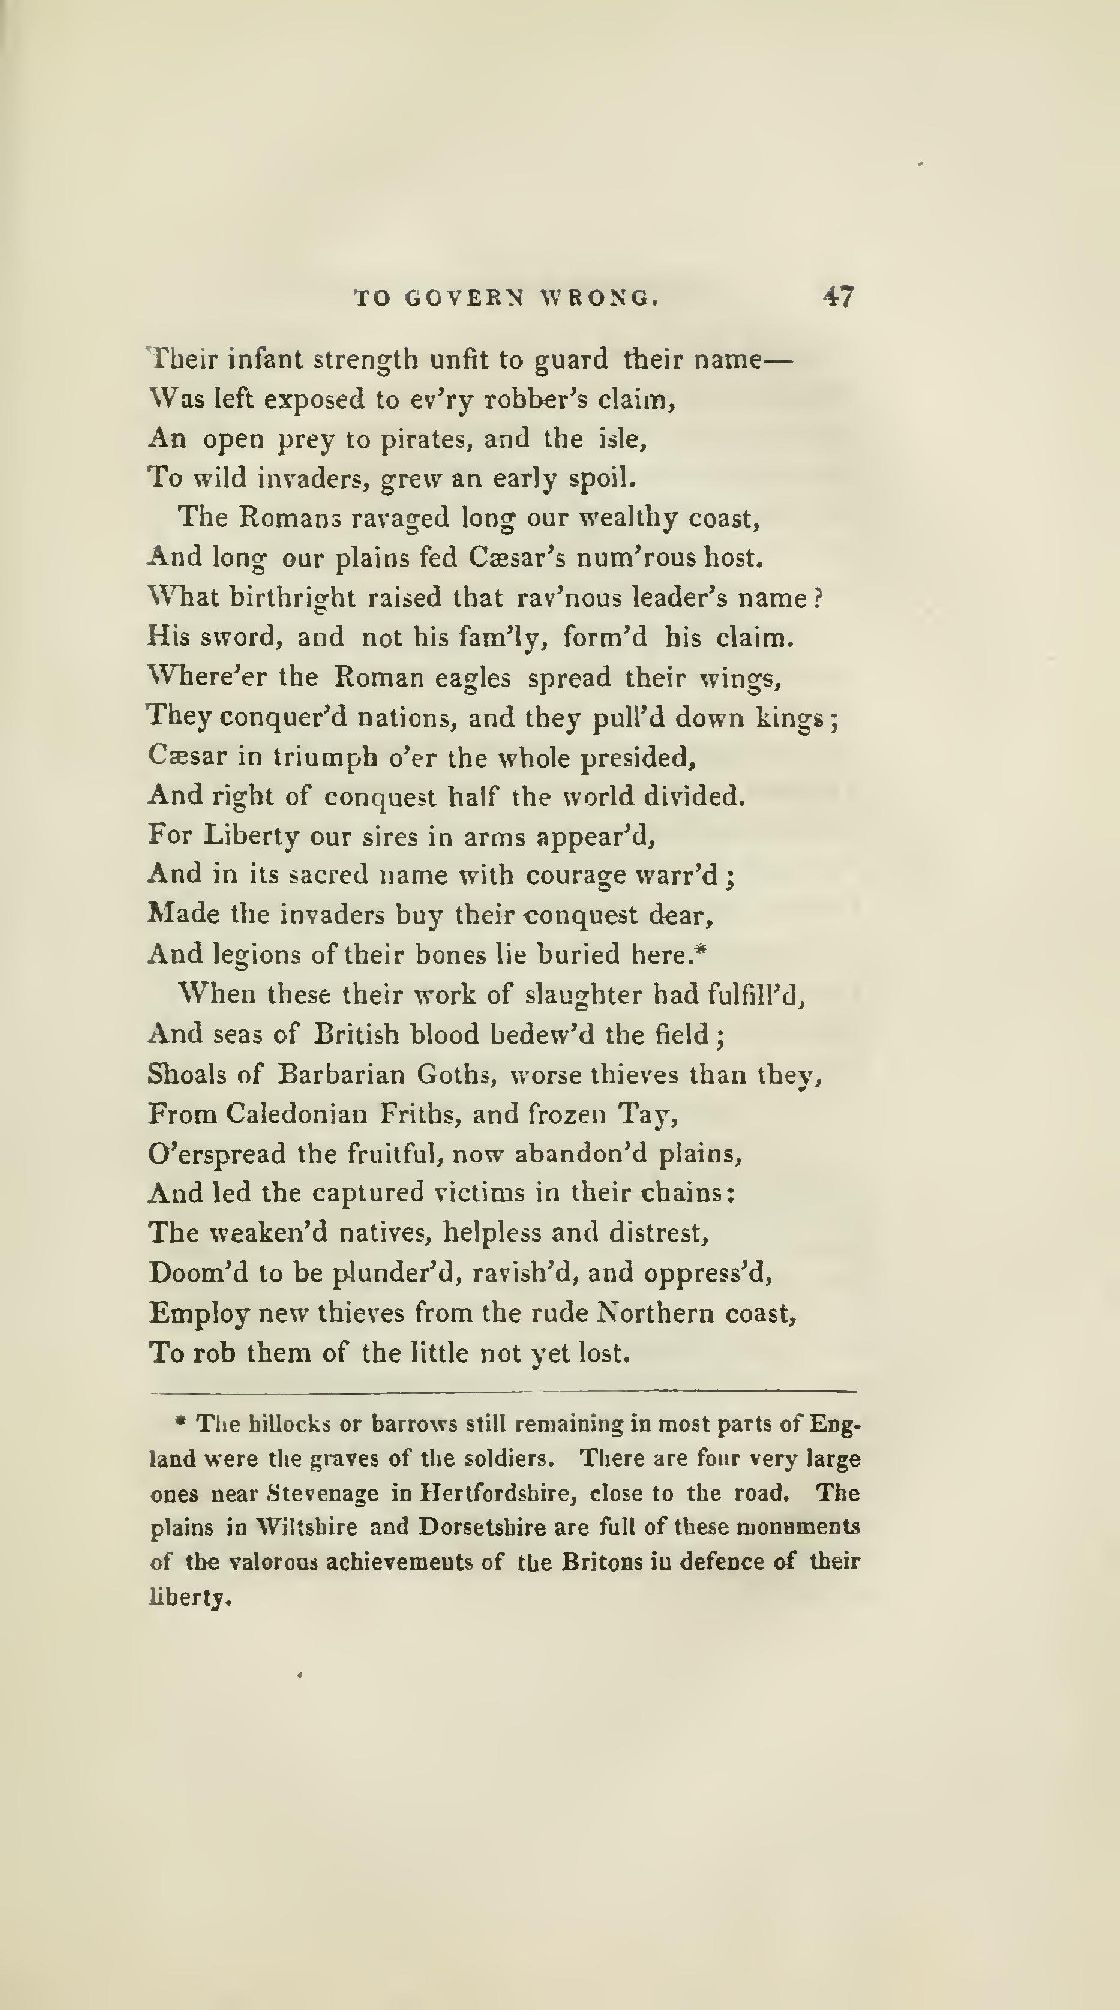 TO GOVERN WRONG. 47
Their infant strength unfit to guard their name—
Was left exposed to ev'ry robber's claim,
An open prey to pirates, and the isle,
To wild invaders, grew an early spoil.
The Romans ravaged long our wealthy coast,
And long our plains fed Cæsar's num'rous host.
What birthright raised that rav'nous leader's name?
His sword, and not his fam'ly, form'd his claim.
Where'er the Roman eagles spread their wings,
They conquer'd nations, and they pull'd down kings;
Cæsar in triumph o'er the whole presided,
And right of conquest half the world divided.
For Liberty our sires in arms appear'd,
And in its sacred name with courage warr'd;
Made the invaders buy their conquest dear,
And legions of their bones lie buried here.*
When these their work of slaughter had fulfill'd,
And seas of British blood bedew'd the field;
Shoals of Barbarian Goths, worse thieves than they,
From Caledonian Friths, and frozen Tay,
O'erspread the fruitful, now abandon'd plains,
And led the captured victims in their chains:
The weaken'd natives, helpless and distrest,
Doom'd to be plunder'd, ravish'd, and oppress'd,
Employ new thieves from the rude Northern coast,
To rob them of the little not yet lost.
* The hillocks or barrows still remaining in most parts of Eng-
land were the graves of the soldiers. There are four very large
ones near Stevenage in Hertfordshire, close to the road. The
plains in Wiltshire and Dorsetshire are full of these monuments
of the valorous achievements of the Britons in defence of their
liberty.